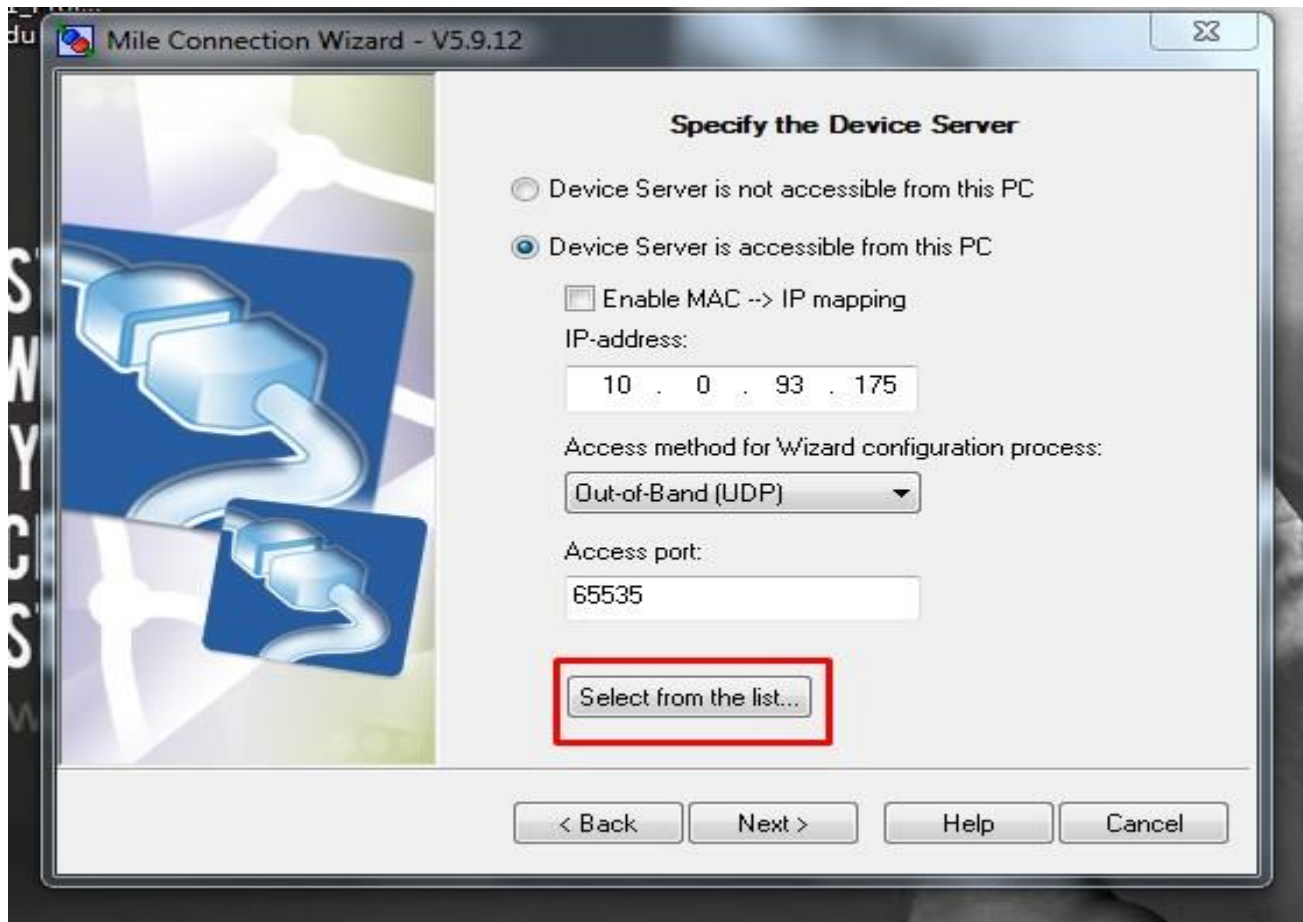 du
Mile Connection Wizard - V5.9.12
Specify the Device Server
Device Server is not accessible from this PC
Device Server is accessible from this PC
Enable MAC --> IP mapping
IP-address:
10 . 0 . 93 . 175
Access method for Wizard configuration process:
Out-of-Band (UDP)
Access port:
65535
Select from the list...
< Back Next > Help Cancel